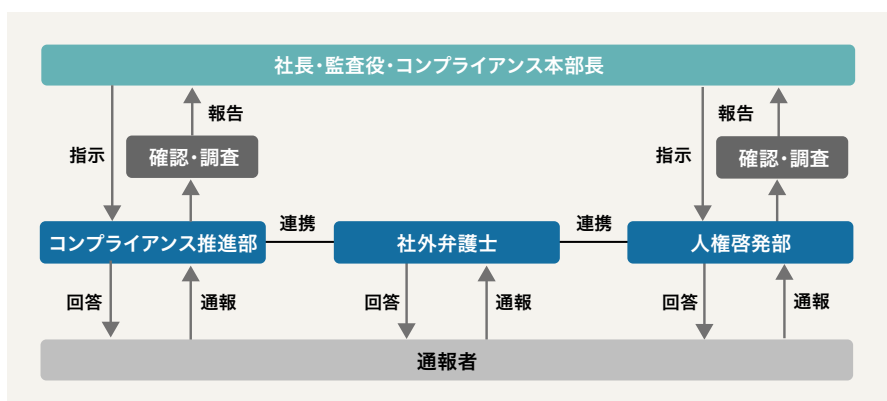 社長・監査役・コンプライアンス本部長
報告
報告
指示
確認・調査
指示
確認・調査
連携
連携
コンプライアンス推進部
社外弁護士
人権啓発部
回答
通報
回答
通報
回答
通報
通報者